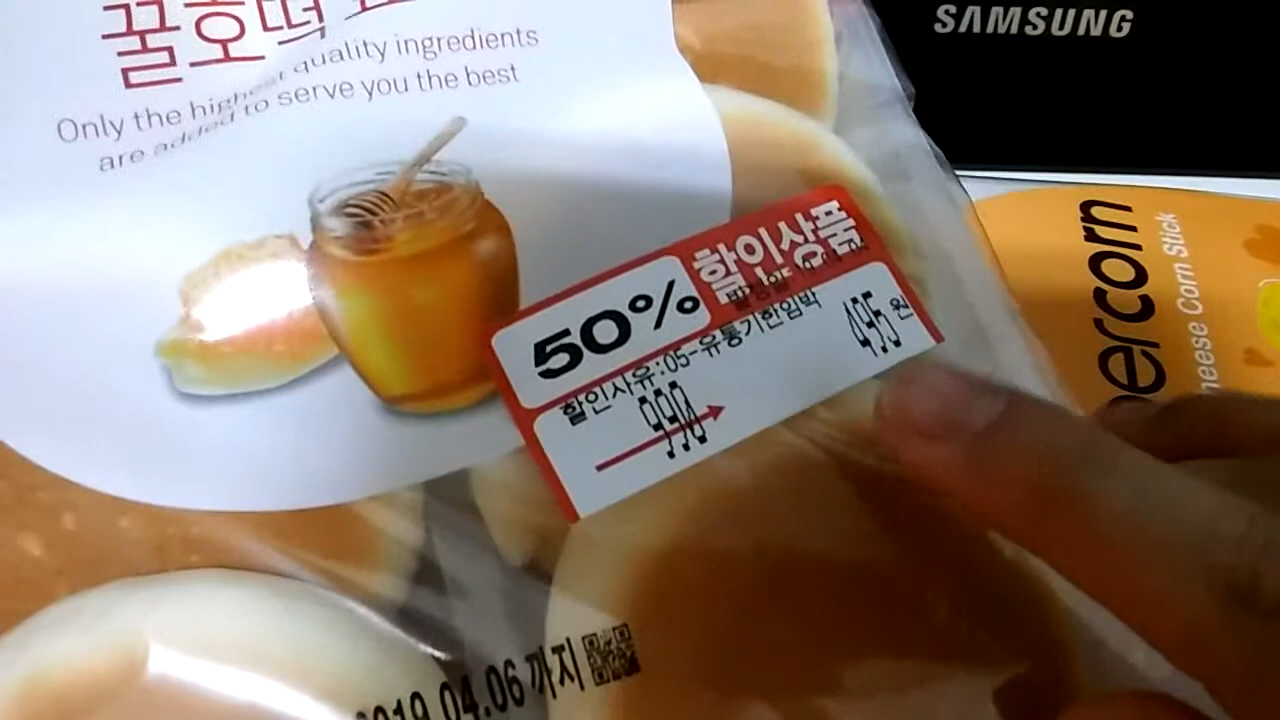 SAMSUNG
꿀호떡
Only the highest quality ingredients
are added to serve you the best
50%
할인상품
할인사유:05-유통기한임박
990
495 원
2019.04.06 까지
percorn
heese Corn Stick